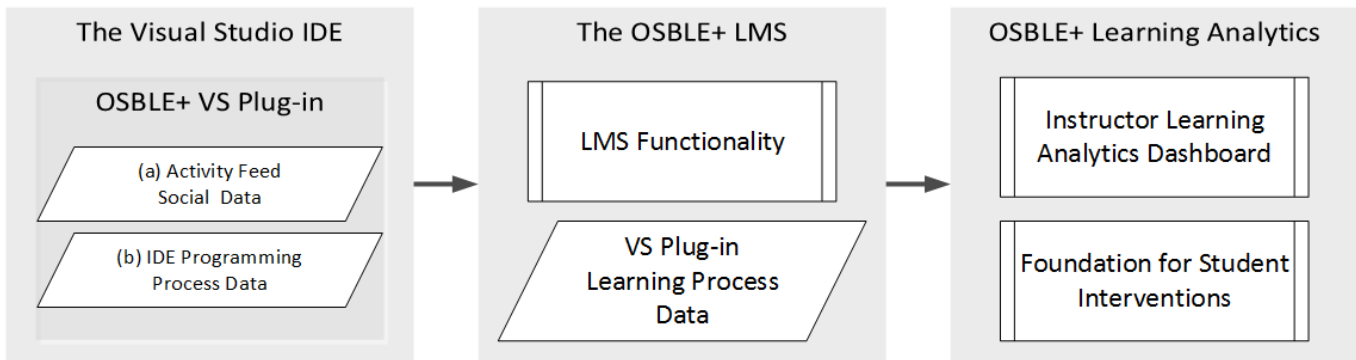 The Visual Studio IDE
OSBLE+ VS Plug-in
(a) Activity Feed
Social Data
(b) IDE Programming
Process Data
The OSBLE+ LMS
LMS Functionality
VS Plug-in
Learning Process
Data
OSBLE+ Learning Analytics
Instructor Learning
Analytics Dashboard
Foundation for Student
Interventions